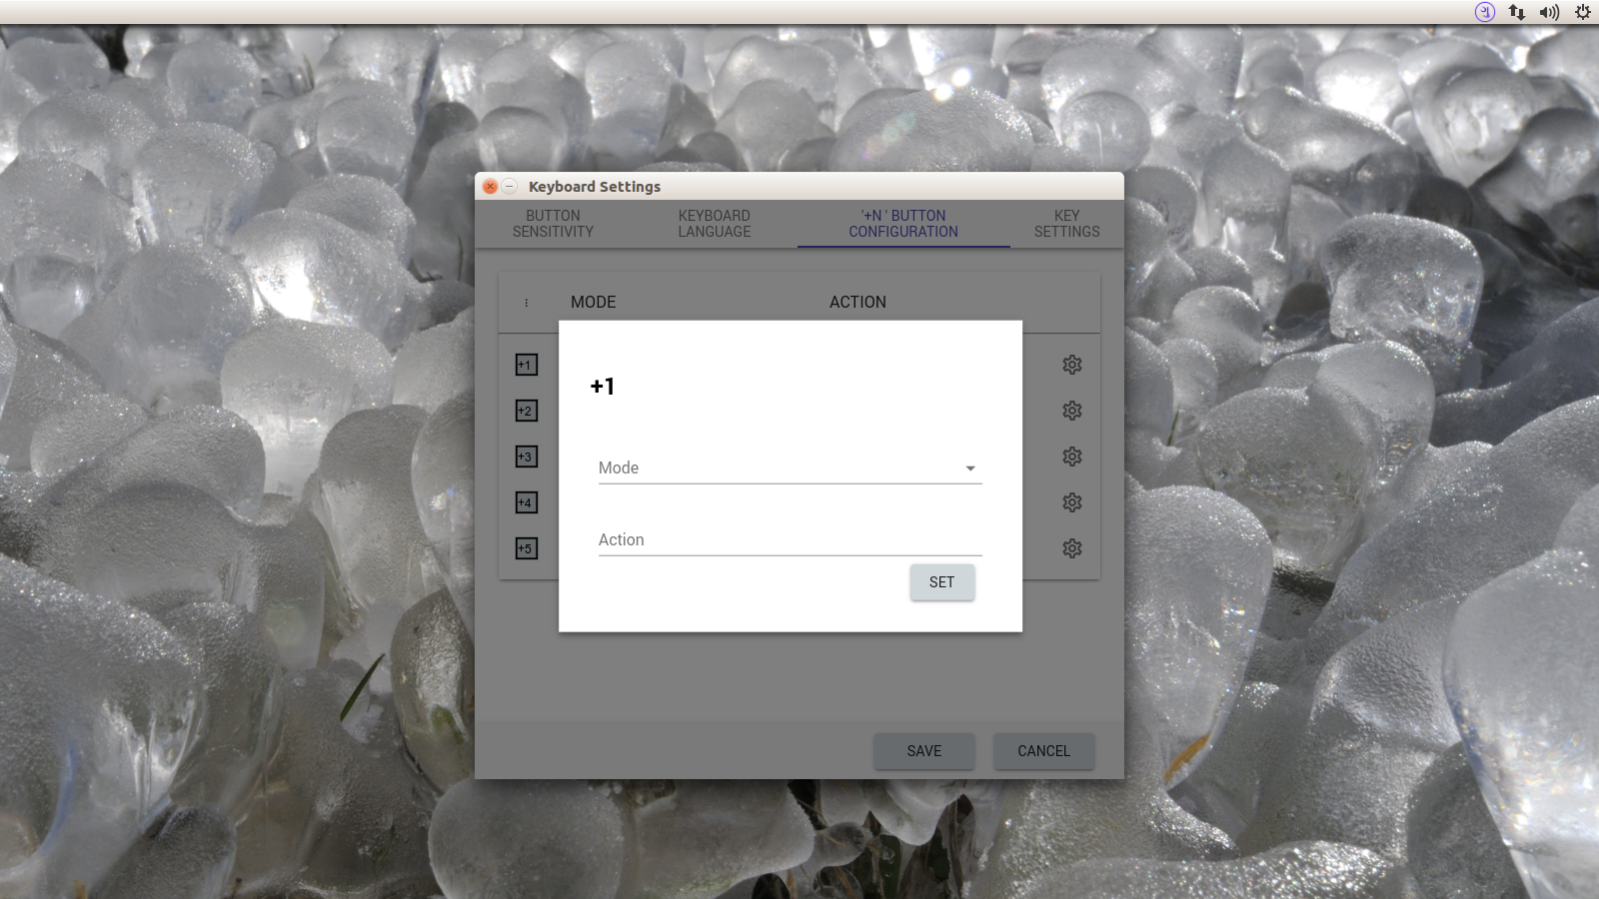 Keyboard Settings
BUTTON
SENSITIVITY
KEYBOARD
LANGUAGE
'+N ' BUTTON
CONFIGURATION
KEY
SETTINGS
MODE
ACTION
+1
+2
+3
+4
+5
+1
Mode
Action
SET
SAVE
CANCEL